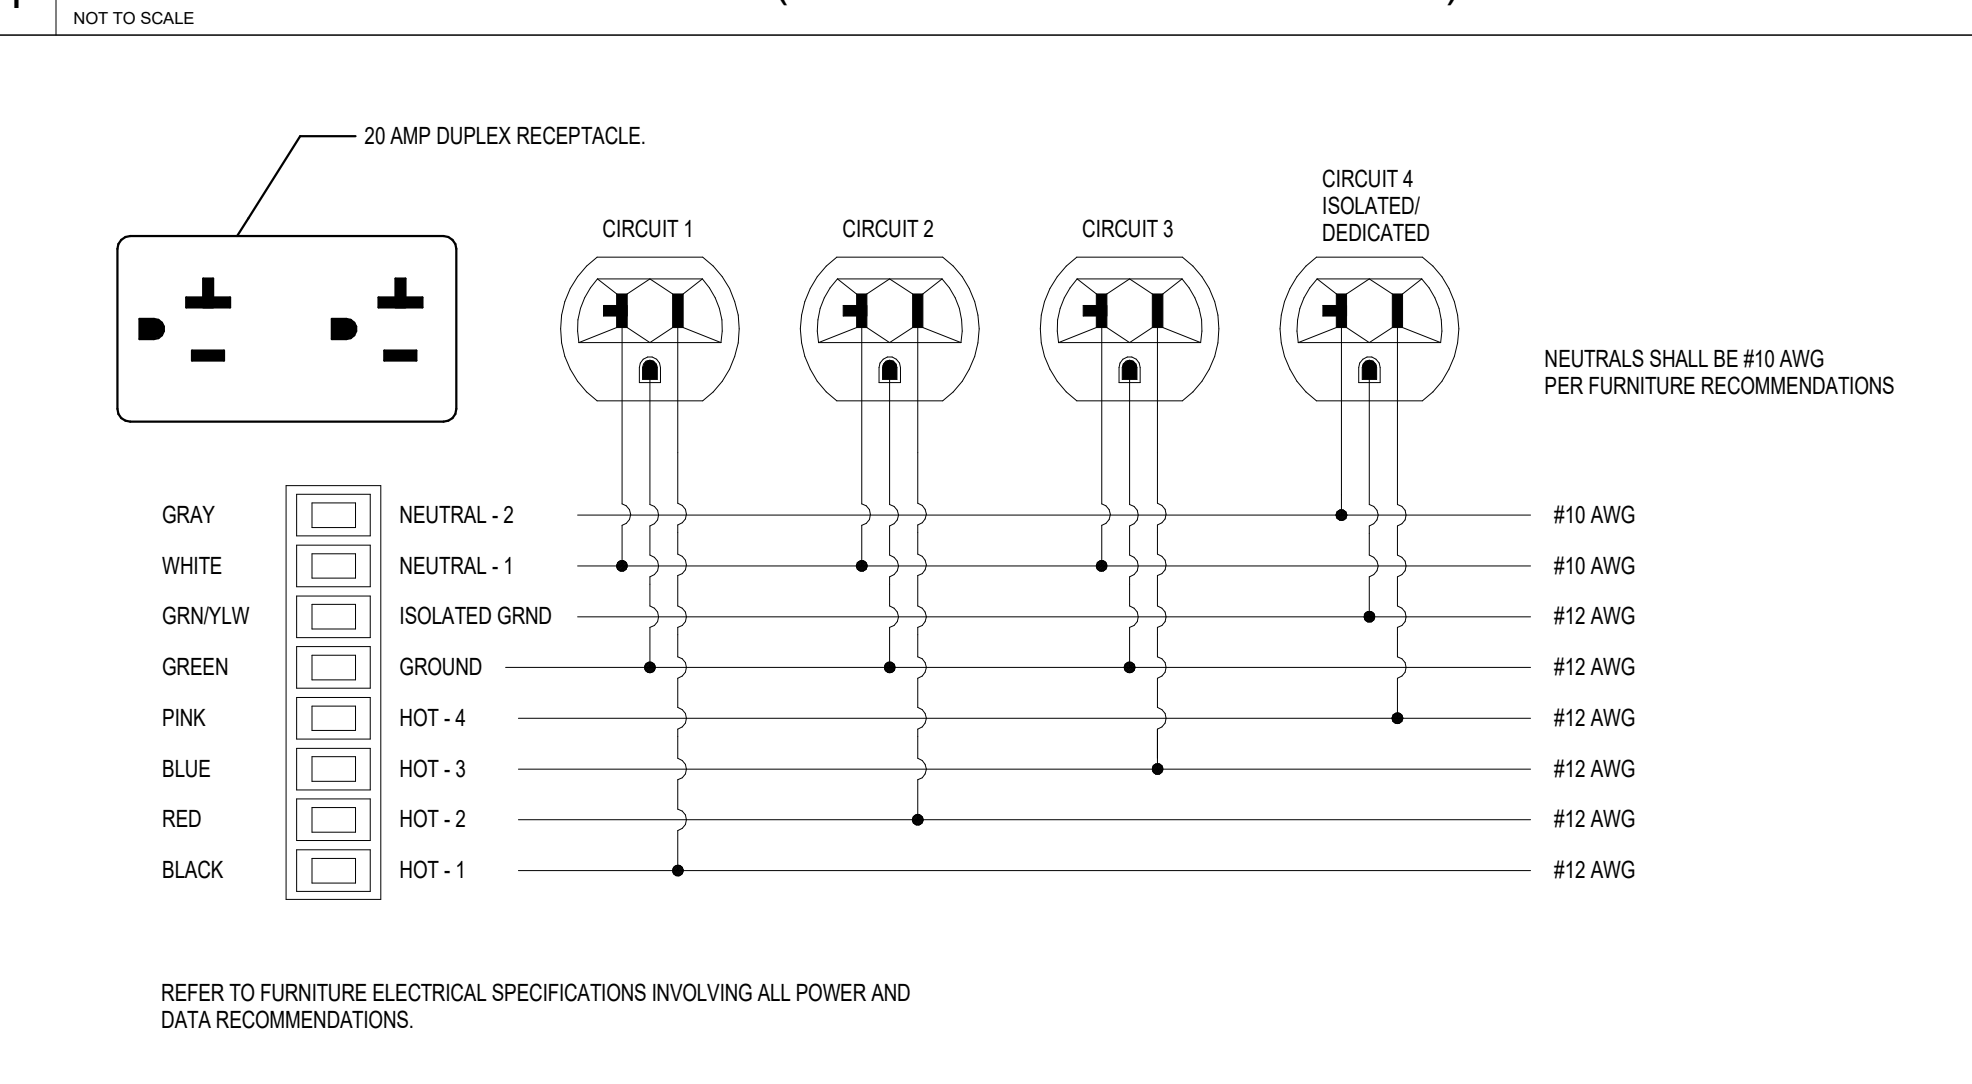 NOT TO SCALE
20 AMP DUPLEX RECEPTACLE.
CIRCUIT 1
CIRCUIT 2
CIRCUIT 3
CIRCUIT 4
ISOLATED/
DEDICATED
NEUTRALS SHALL BE #10 AWG
PER FURNITURE RECOMMENDATIONS
GRAY NEUTRAL - 2 #10 AWG
WHITE NEUTRAL - 1 #10 AWG
GRN/YLW ISOLATED GRND #12 AWG
GREEN GROUND #12 AWG
PINK HOT - 4 #12 AWG
BLUE HOT - 3 #12 AWG
RED HOT - 2 #12 AWG
BLACK HOT - 1 #12 AWG
REFER TO FURNITURE ELECTRICAL SPECIFICATIONS INVOLVING ALL POWER AND
DATA RECOMMENDATIONS.